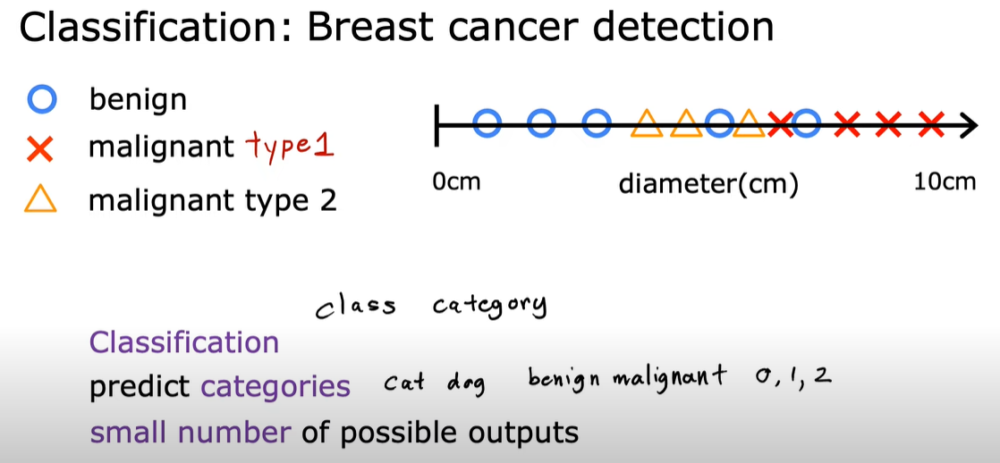 Classification: Breast cancer detection
benign
malignant type1
malignant type 2
0cm diameter(cm) 10cm
class category
Classification
predict categories cat dog benign malignant 0, 1, 2
small number of possible outputs